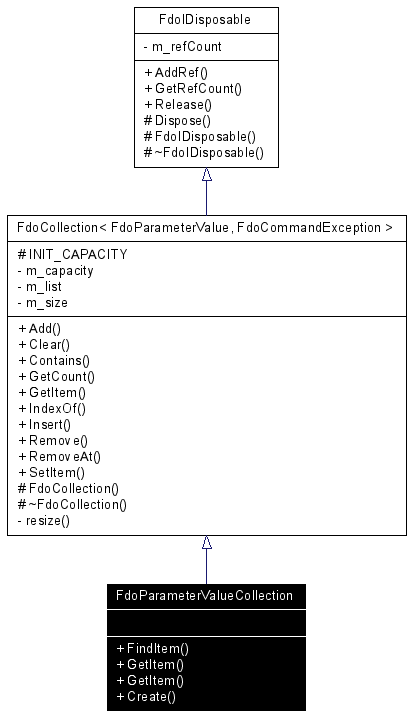 FdoIDisposable
- m_refCount
+ AddRef()
+ GetRefCount()
+ Release()
# Dispose()
# FdoIDisposable()
# ~FdoIDisposable()
FdoCollection< FdoParameterValue, FdoCommandException >
# INIT_CAPACITY
- m_capacity
- m_list
- m_size
+ Add()
+ Clear()
+ Contains()
+ GetCount()
+ GetItem()
+ IndexOf()
+ Insert()
+ Remove()
+ RemoveAt()
+ SetItem()
# FdoCollection()
# ~FdoCollection()
- resize()
FdoParameterValueCollection
+ FindItem()
+ GetItem()
+ GetItem()
+ Create()